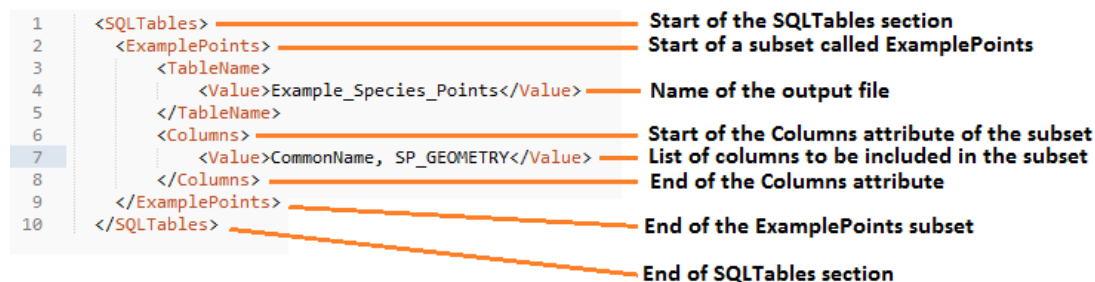 1 <SQLTables> Start of the SQLTables section
2 <ExamplePoints> Start of a subset called ExamplePoints
3 <TableName>
4 <Value>Example_Species_Points</Value> Name of the output file
5 </TableName>
6 <Columns> Start of the Columns attribute of the subset
7 <Value>CommonName, SP_GEOMETRY</Value> List of columns to be included in the subset
8 </Columns> End of the Columns attribute
9 </ExamplePoints> End of the ExamplePoints subset
10 </SQLTables> End of SQLTables section